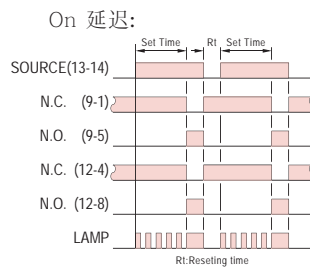 On 延迟:
Set Time Rt Set Time
SOURCE(13-14)
N.C. (9-1)
N.O. (9-5)
N.C. (12-4)
N.O. (12-8)
LAMP
Rt:Reseting time